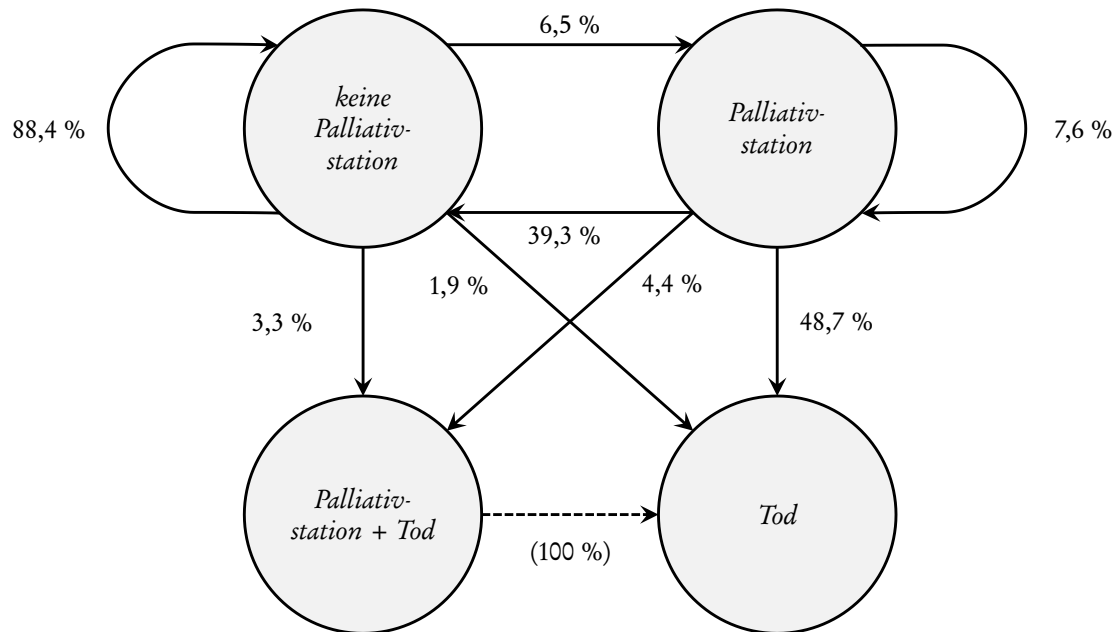 6,5 %
keine
Palliativ-
station
Palliativ-
station
88,4 %
7,6 %
39,3 %
1,9 %
4,4 %
3,3 %
48,7 %
Palliativ-
station + Tod
Tod
(100 %)